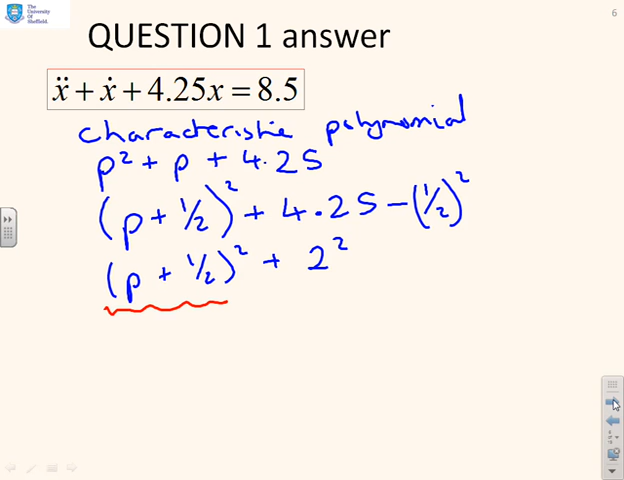 The University Of Sheffield.
6
QUESTION 1 answer
ẍ + ẋ + 4.25x = 8.5
characteristic polynomial
p² + p + 4.25
(p + 1/2)² + 4.25 − (1/2)²
(p + 1/2)² + 2²